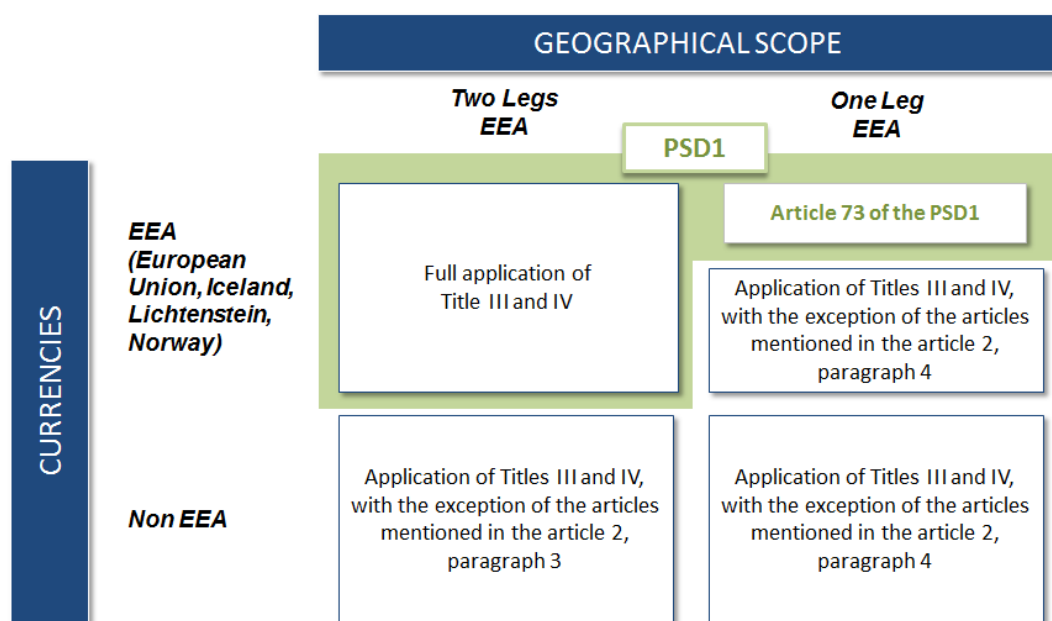 GEOGRAPHICAL SCOPE
Two Legs
EEA
One Leg
EEA
PSD1
CURRENCIES
EEA
(European
Union, Iceland,
Lichtenstein,
Norway)
Full application of
Title III and IV
Article 73 of the PSD1
Application of Titles III and IV,
with the exception of the articles
mentioned in the article 2,
paragraph 4
Non EEA
Application of Titles III and IV,
with the exception of the articles
mentioned in the article 2,
paragraph 3
Application of Titles III and IV,
with the exception of the articles
mentioned in the article 2,
paragraph 4